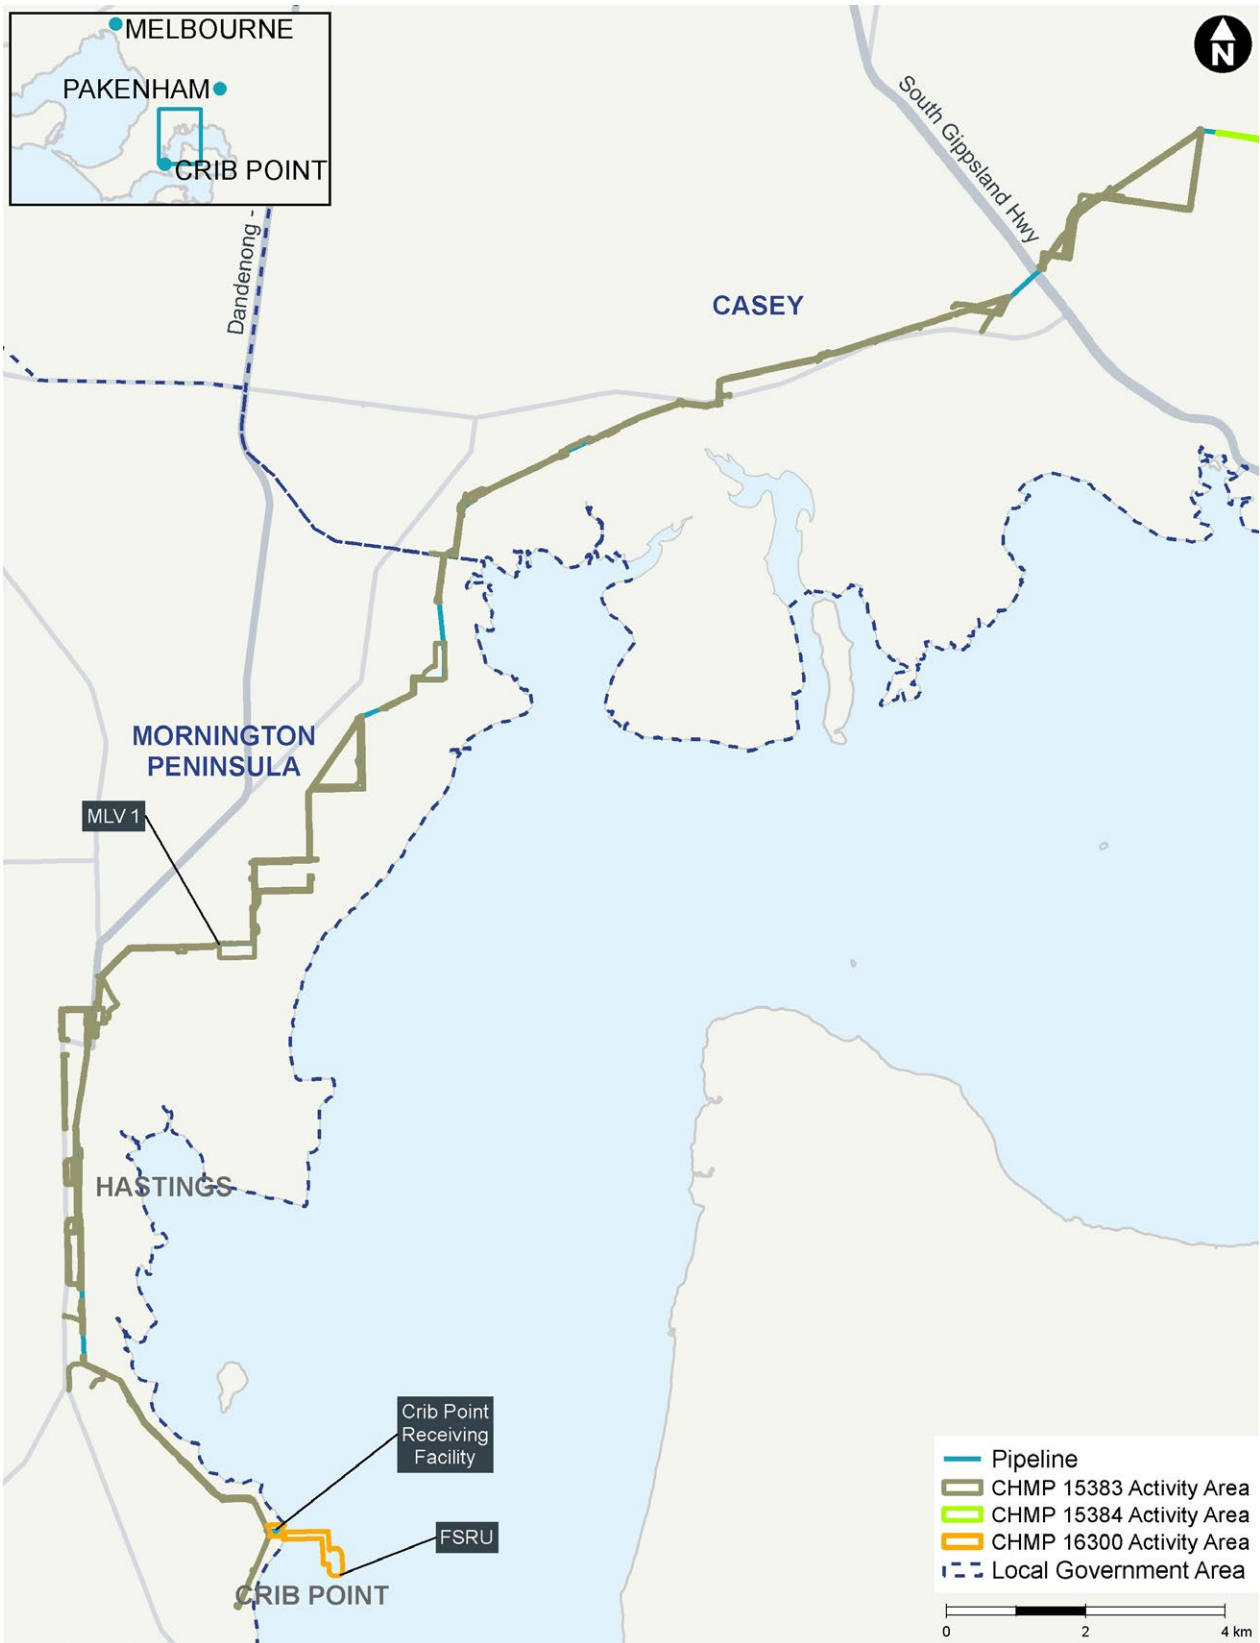 MELBOURNE
PAKENHAM
CRIB POINT
N
South Gippsland Hwy
Dandenong -
CASEY
MORNINGTON
PENINSULA
MLV 1
HASTINGS
Crib Point
Receiving
Facility
FSRU
CRIB POINT
Pipeline
CHMP 15383 Activity Area
CHMP 15384 Activity Area
CHMP 16300 Activity Area
Local Government Area
0 2 4 km